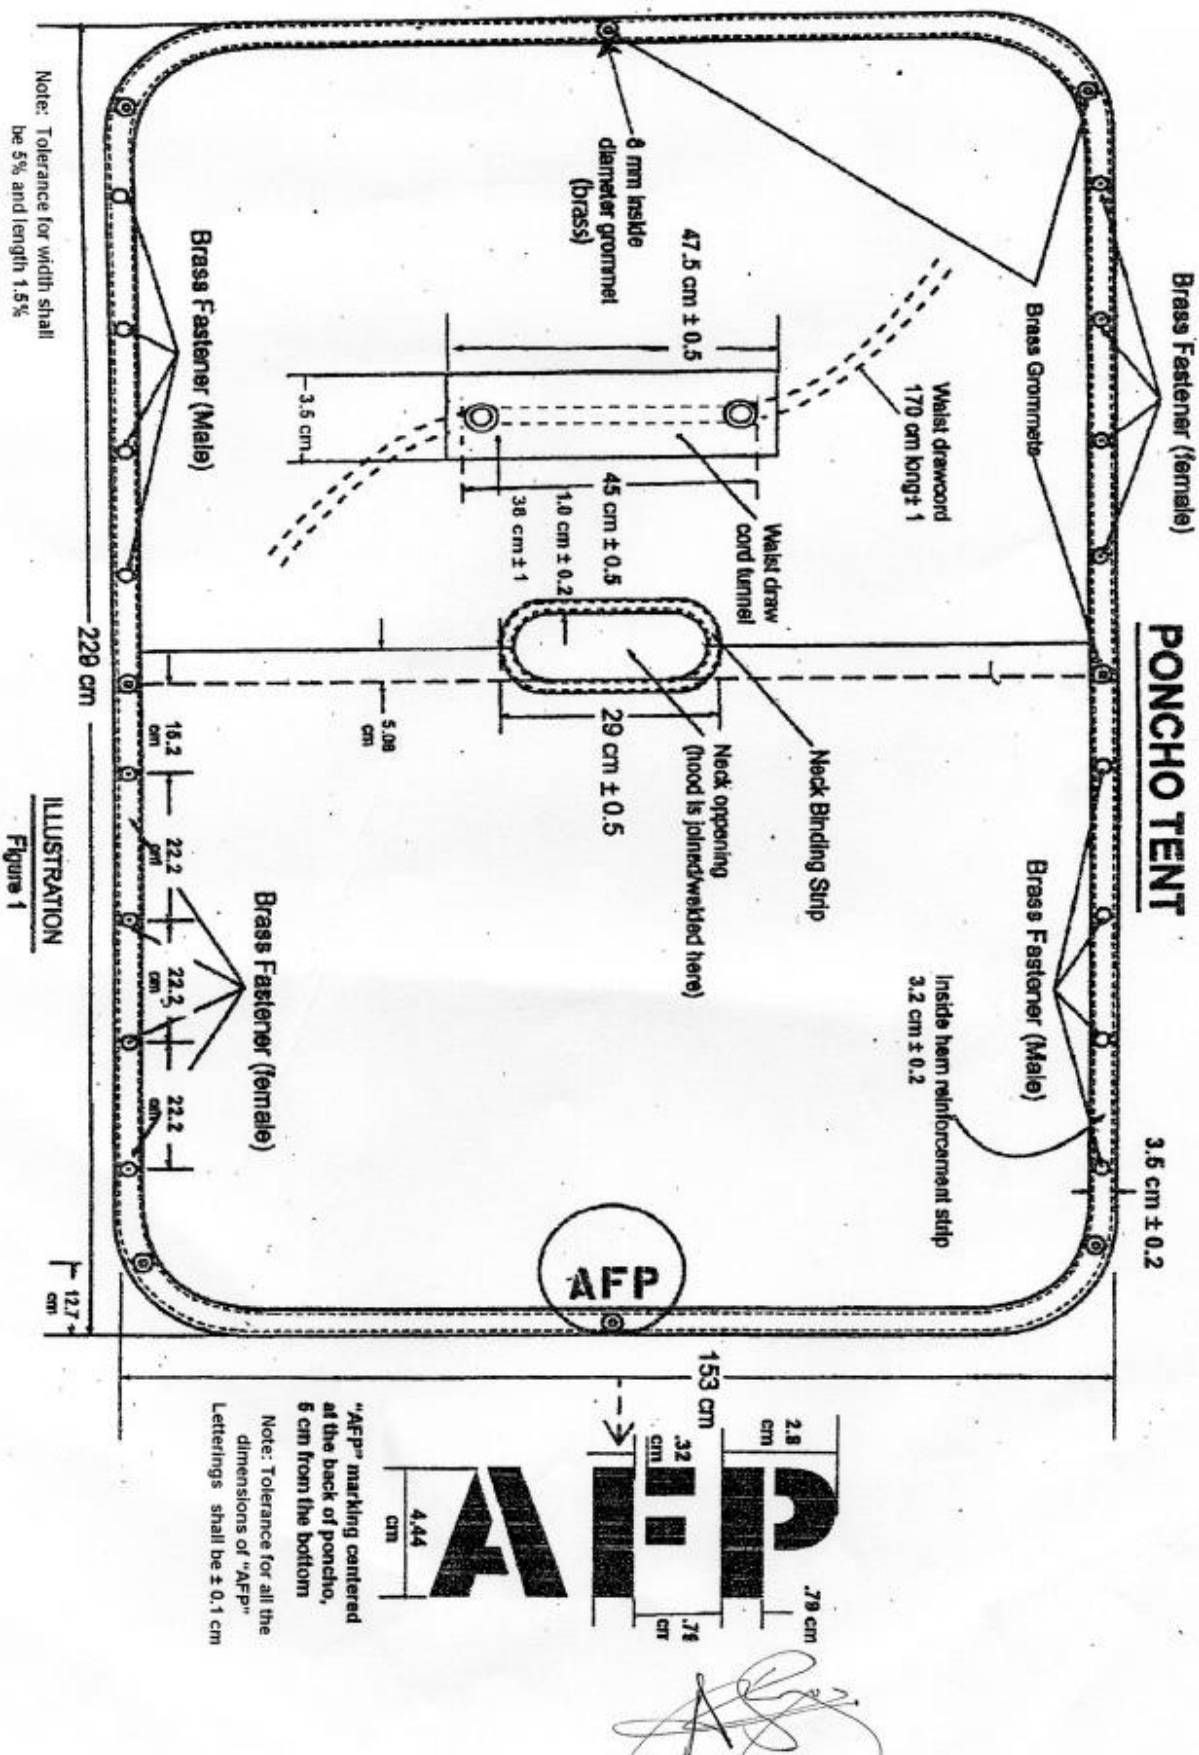 PONCHO TENT
Brass Fastener (female)
Brass Fastener (Male)
3.5 cm ± 0.2
Brass Grommets
Inside hem reinforcement strip
3.2 cm ± 0.2
Waist drawcord
170 cm long± 1
Waist draw
cord tunnel
Neck Binding Strip
Neck oppening
(hood is joined/welded here)
8 mm inside
diameter grommet
(brass)
47.5 cm ± 0.5
45 cm ± 0.5
1.0 cm ± 0.2
38 cm ± 1
29 cm ± 0.5
3.5 cm
5.08
cm
AFP
Brass Fastener (Male)
Brass Fastener (female)
15.2
cm
22.2
cm
22.2
cm
22.2
cm
229 cm
12.7
cm
153 cm
Note: Tolerance for width shall
be 5% and length 1.5%
ILLUSTRATION
Figure 1
2.8
cm
.32
cm
.79 cm
cm
AFP
4.44
cm
"AFP" marking centered
at the back of poncho,
5 cm from the bottom
Note: Tolerance for all the
dimensions of "AFP"
Letterings shall be ± 0.1 cm